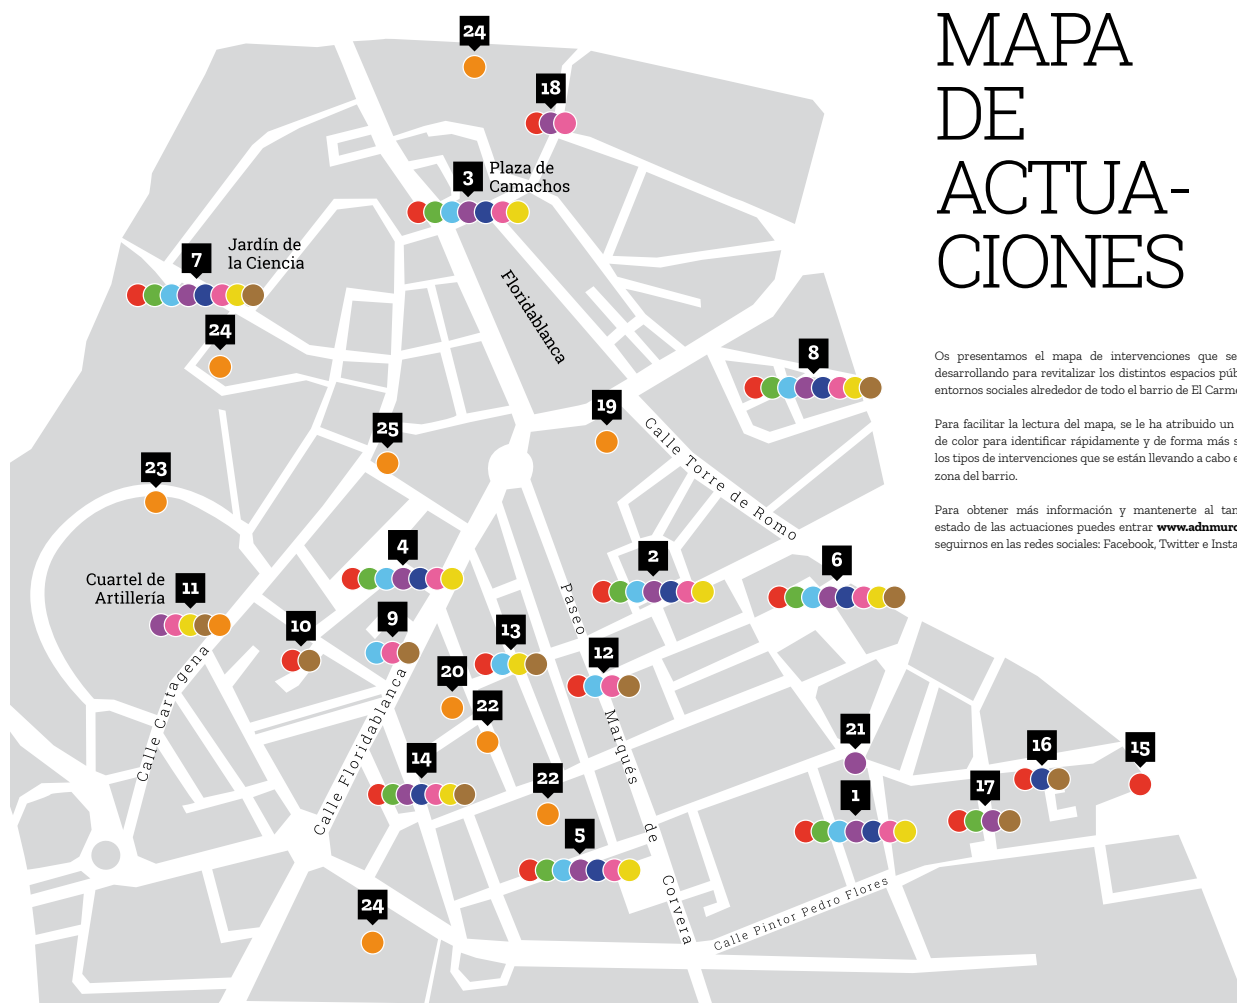 MAPA
DE
ACTUA-
CIONES
Os presentamos el mapa de intervenciones que se
desarrollando para revitalizar los distintos espacios
entornos sociales alrededor de todo el barrio de El
Para facilitar la lectura del mapa, se le ha atribuido un
de color para identificar rápidamente y de forma más
los tipos de intervenciones que se están llevando a cabo
zona del barrio.
Para obtener más información y mantenerte al
estado de las actuaciones puedes entrar
seguirnos en las redes sociales: Facebook, Twitter e
24
18
3
Plaza de
Camachos
7
Jardín de
la Ciencia
24
Floridablanca
8
19
25
Calle Torre de Romo
23
4
2
6
Cuartel de
Artillería
11
10
9
13
Paseo
12
20
22
Calle Cartagena
Calle Floridablanca
Marqués
21
16
15
14
22
17
1
5
de
Corvera
Calle Pintor Pedro Flores
24